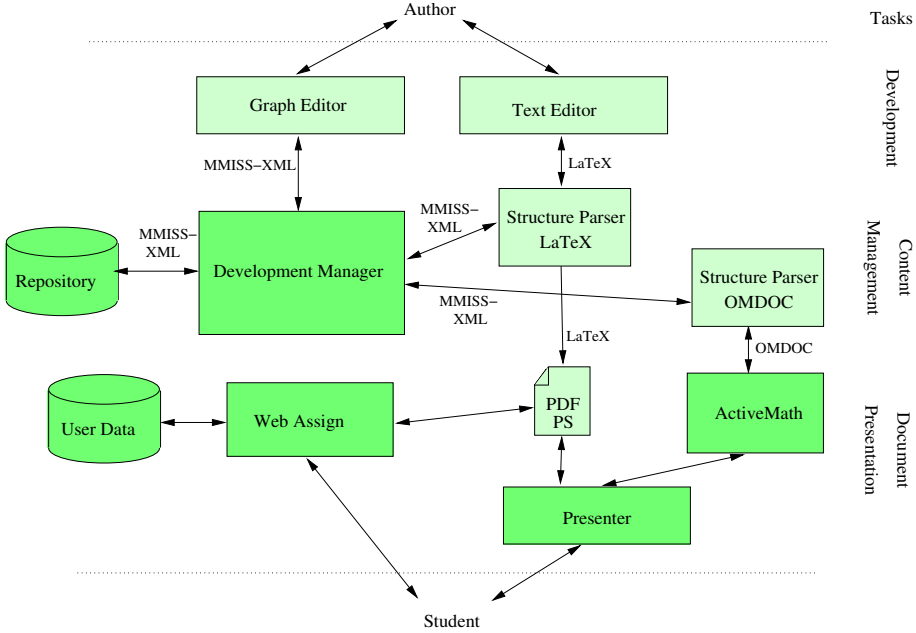 Author
Tasks
Graph Editor
Text Editor
Development
MMISS−XML
LaTeX
MMISS−
XML
Structure Parser
LaTeX
MMISS−
XML
Development Manager
Repository
Structure Parser
OMDOC
Content
Management
MMISS−
XML
LaTeX
OMDOC
User Data
Web Assign
PDF
PS
ActiveMath
Document
Presentation
Presenter
Student